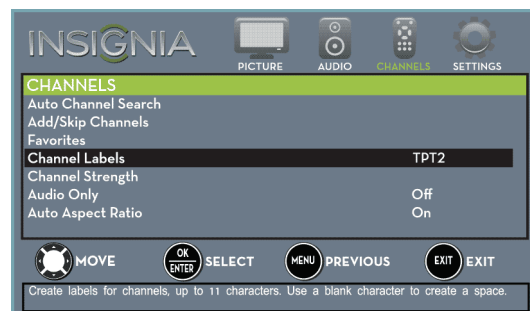 INSIGNIA
PICTURE AUDIO CHANNELS SETTINGS
CHANNELS
Auto Channel Search
Add/Skip Channels
Favorites
Channel Labels TPT2
Channel Strength
Audio Only Off
Auto Aspect Ratio On
MOVE OK ENTER SELECT MENU PREVIOUS EXIT EXIT
Create labels for channels, up to 11 characters. Use a blank character to create a space.